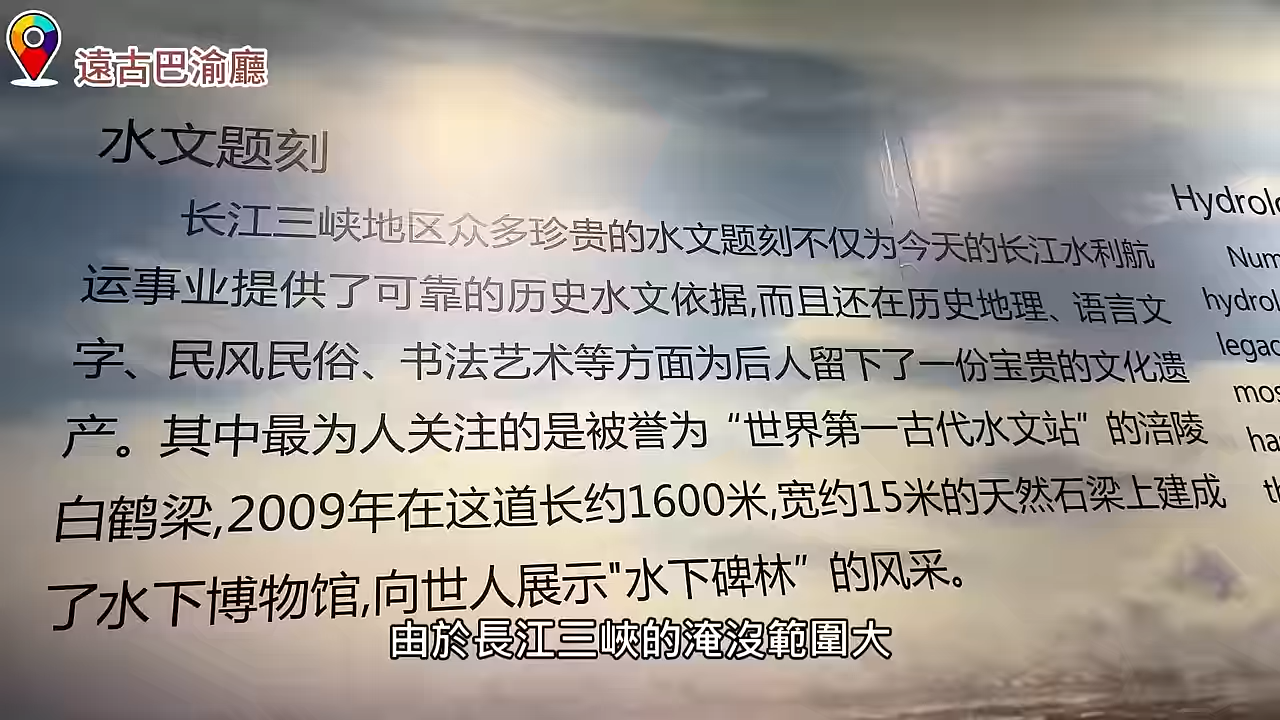 遠古巴渝廳
水文题刻
长江三峡地区众多珍贵的水文题刻不仅为今天的长江水利航
运事业提供了可靠的历史水文依据,而且还在历史地理、语言文
字、民风民俗、书法艺术等方面为后人留下了一份宝贵的文化遗
产。其中最为人关注的是被誉为“世界第一古代水文站”的涪陵
白鹤梁,2009年在这道长约1600米,宽约15米的天然石梁上建成
了水下博物馆,向世人展示"水下碑林”的风采。
Hydrolo
Num
hydrol
legac
mos
ha
th
由於長江三峽的淹沒範圍大